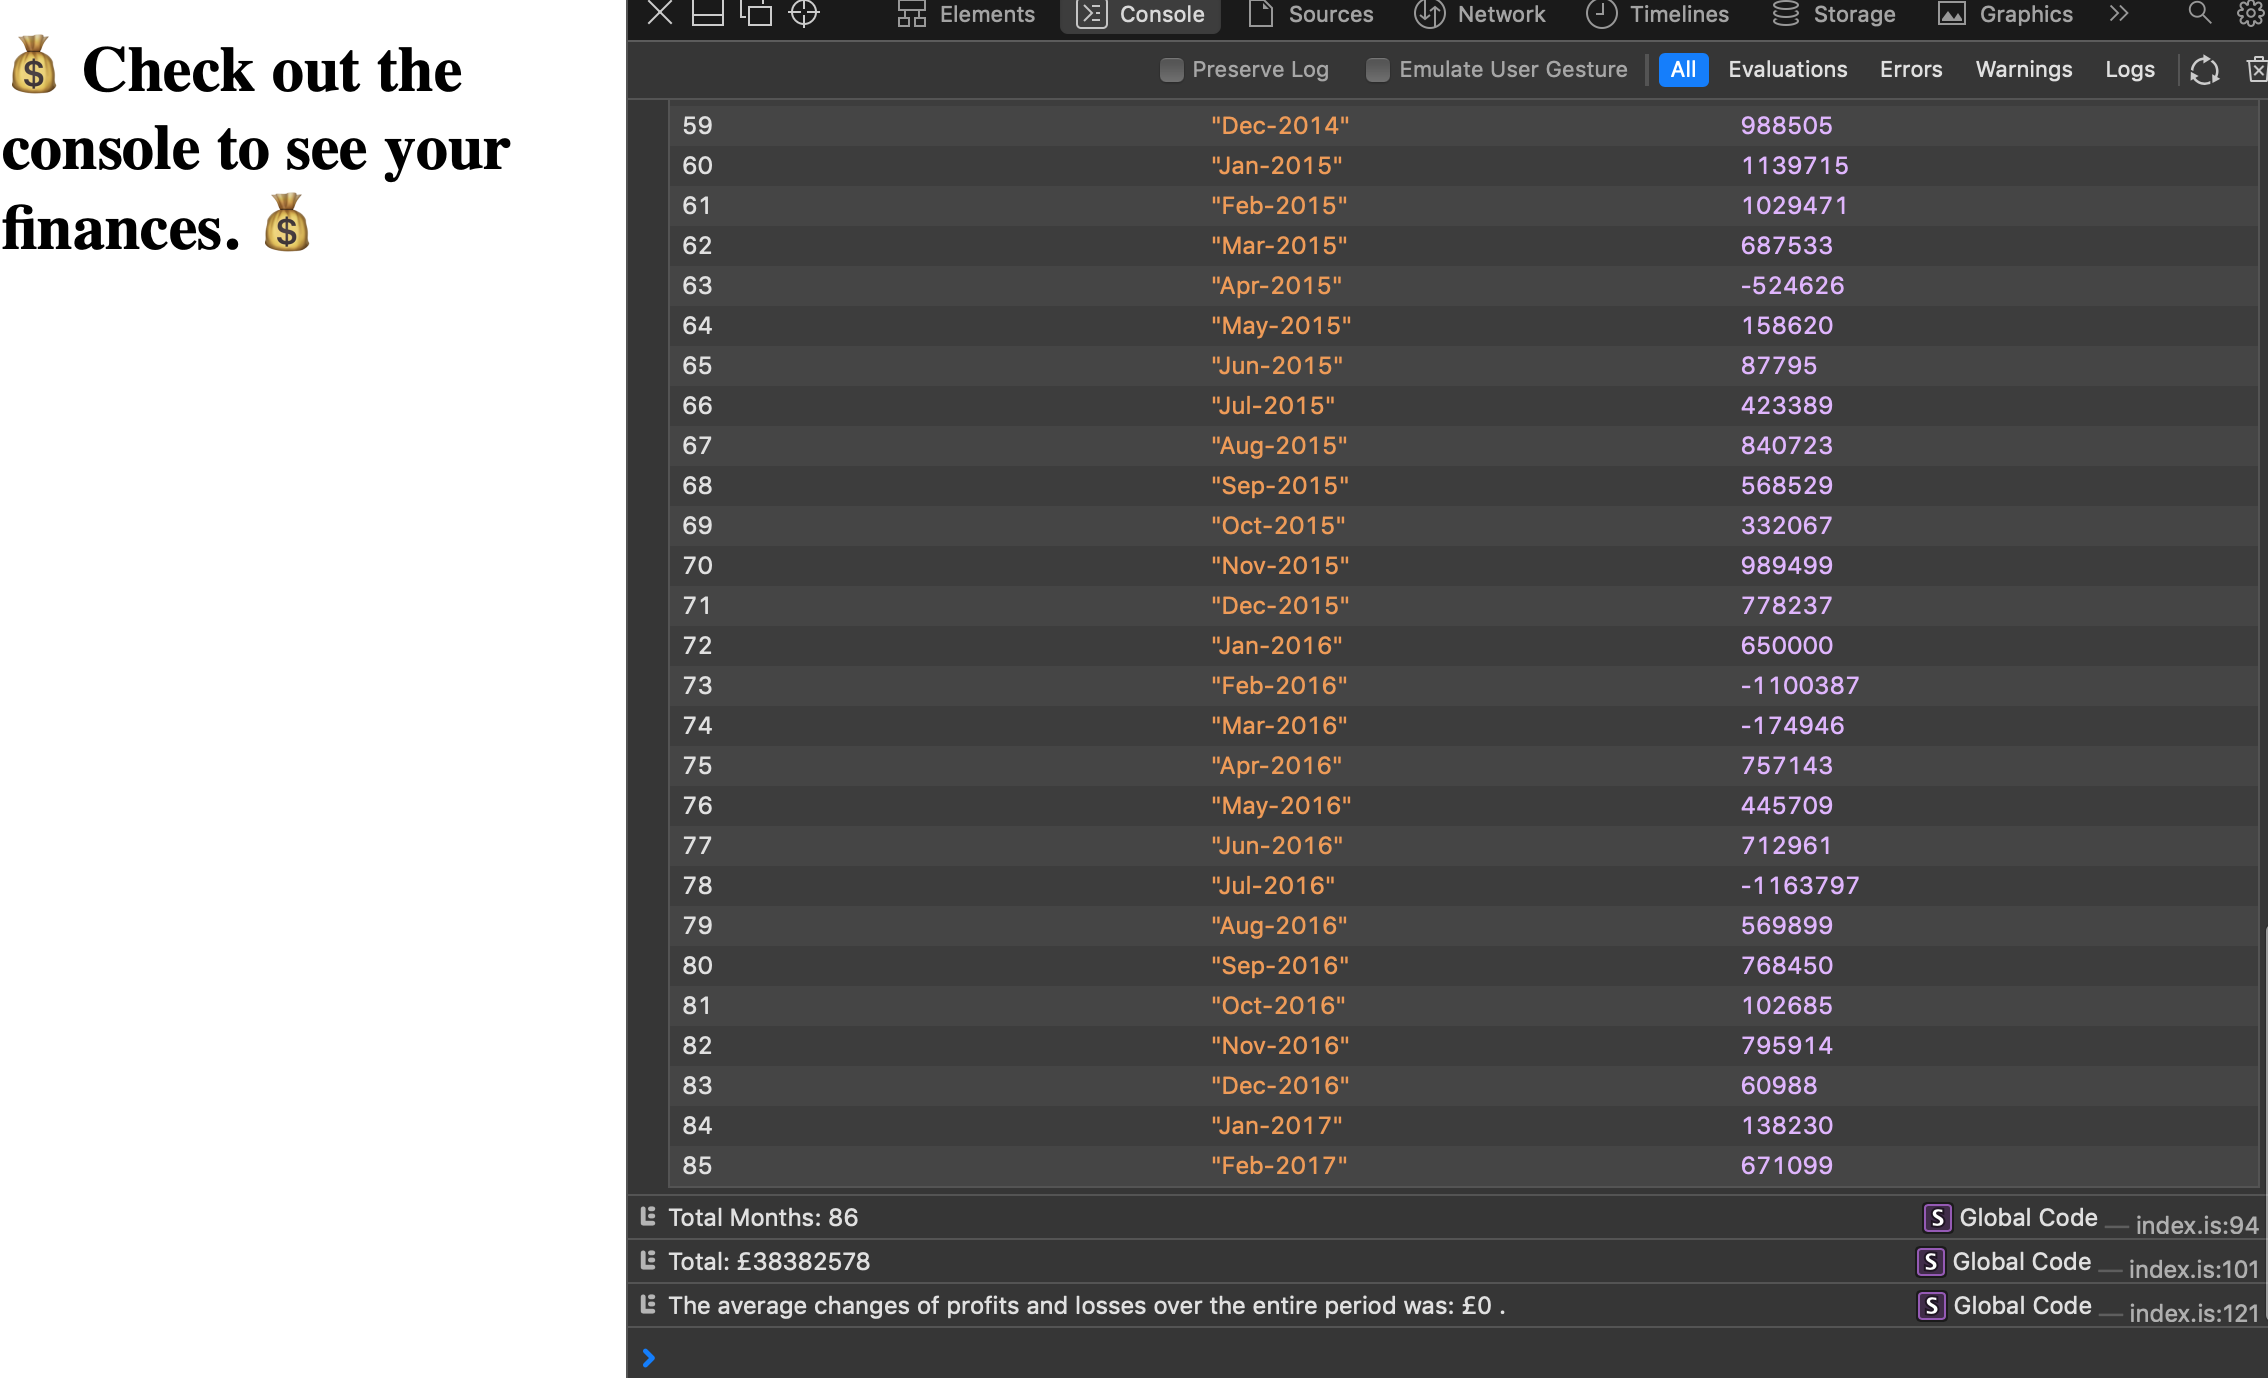 Elements Console Sources Network Timelines Storage Graphics
Preserve Log Emulate User Gesture All Evaluations Errors Warnings Logs
💰 Check out the
console to see your
finances. 💰
59 "Dec-2014" 988505
60 "Jan-2015" 1139715
61 "Feb-2015" 1029471
62 "Mar-2015" 687533
63 "Apr-2015" -524626
64 "May-2015" 158620
65 "Jun-2015" 87795
66 "Jul-2015" 423389
67 "Aug-2015" 840723
68 "Sep-2015" 568529
69 "Oct-2015" 332067
70 "Nov-2015" 989499
71 "Dec-2015" 778237
72 "Jan-2016" 650000
73 "Feb-2016" -1100387
74 "Mar-2016" -174946
75 "Apr-2016" 757143
76 "May-2016" 445709
77 "Jun-2016" 712961
78 "Jul-2016" -1163797
79 "Aug-2016" 569899
80 "Sep-2016" 768450
81 "Oct-2016" 102685
82 "Nov-2016" 795914
83 "Dec-2016" 60988
84 "Jan-2017" 138230
85 "Feb-2017" 671099
Total Months: 86 S Global Code — index.js:94
Total: £38382578 S Global Code — index.js:101
The average changes of profits and losses over the entire period was: £0 . S Global Code — index.js:121